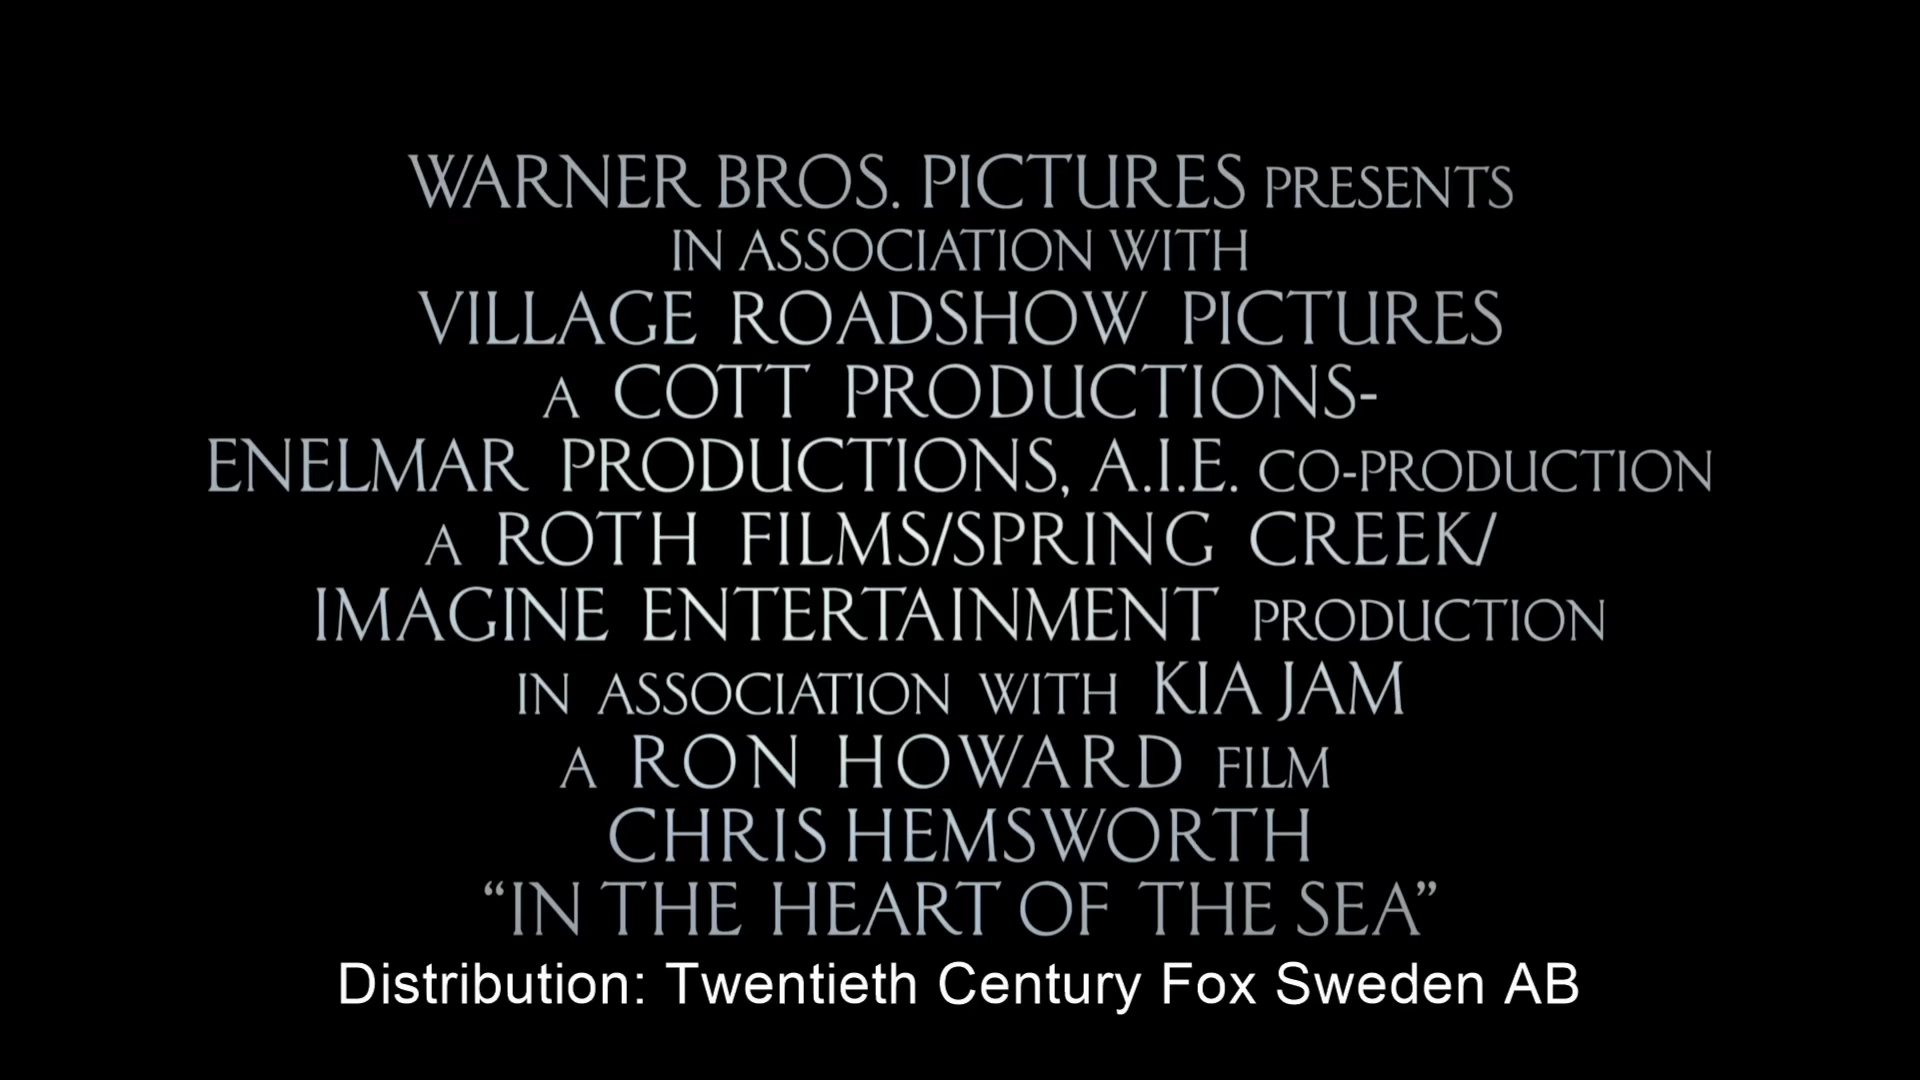 WARNER BROS. PICTURES PRESENTS
IN ASSOCIATION WITH
VILLAGE ROADSHOW PICTURES
A COTT PRODUCTIONS-
ENELMAR PRODUCTIONS, A.I.E. CO-PRODUCTION
A ROTH FILMS/SPRING CREEK/
IMAGINE ENTERTAINMENT PRODUCTION
IN ASSOCIATION WITH KIA JAM
A RON HOWARD FILM
CHRIS HEMSWORTH
“IN THE HEART OF THE SEA”
Distribution: Twentieth Century Fox Sweden AB